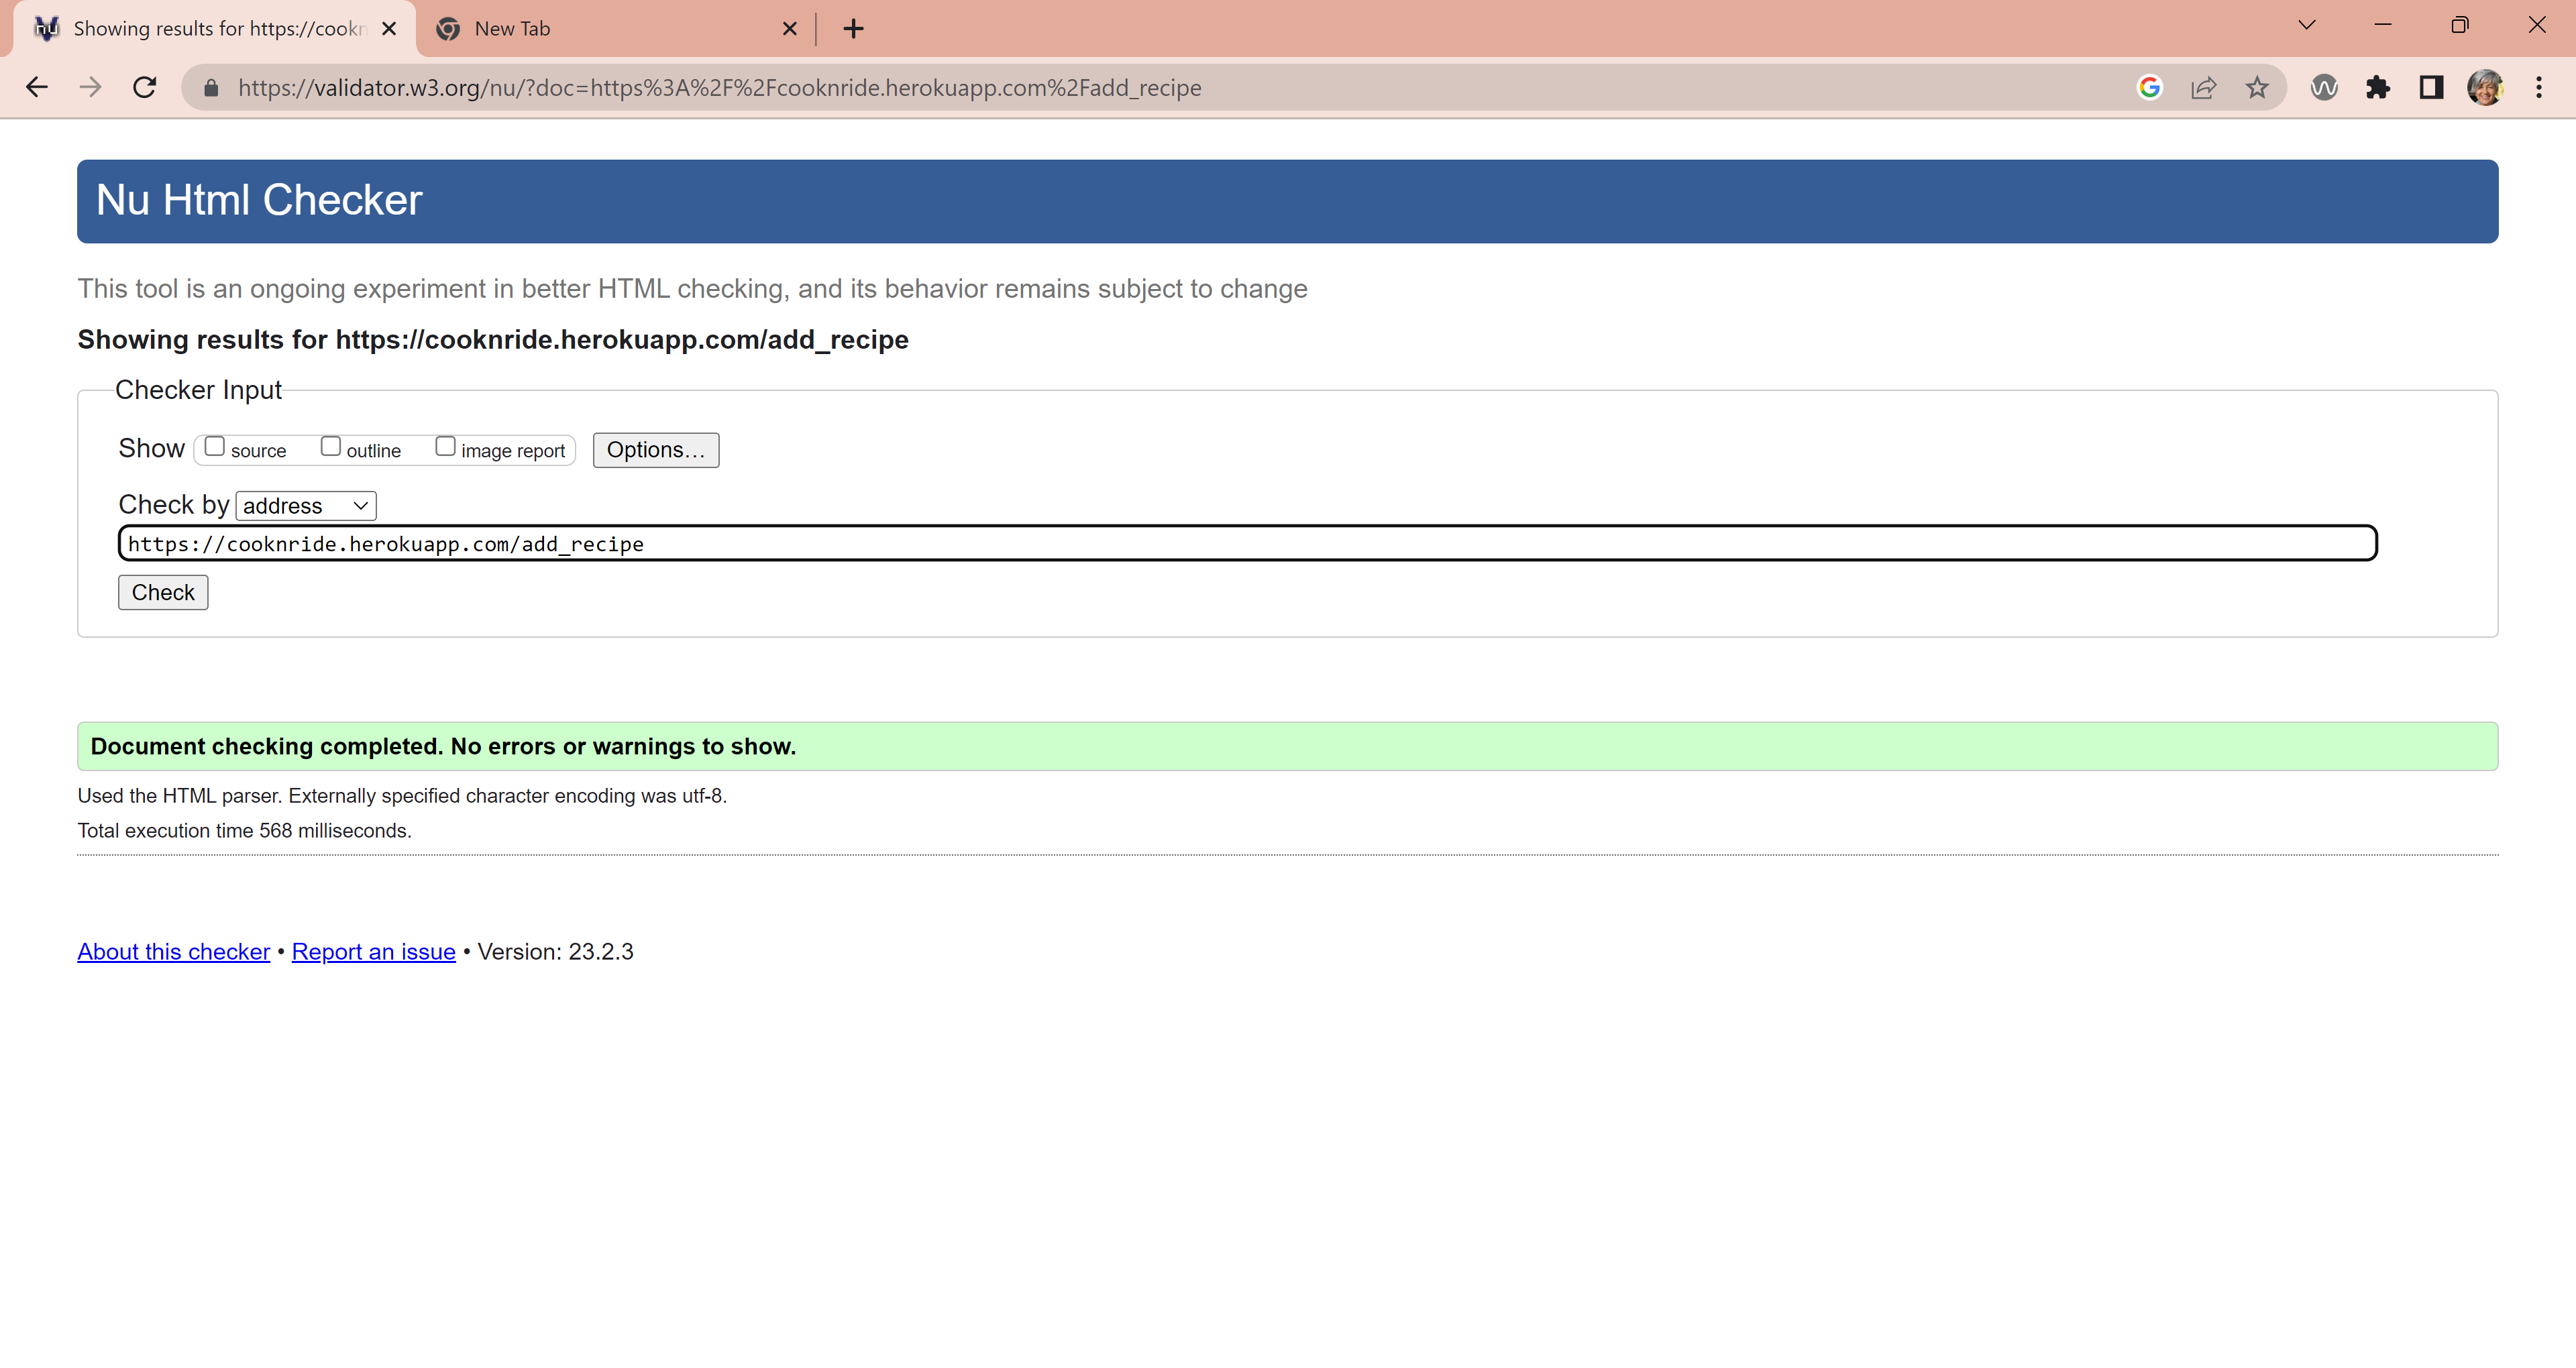 Showing results for https://cookn
New Tab
https://validator.w3.org/nu/?doc=https%3A%2F%2Fcooknride.herokuapp.com%2Fadd_recipe
Nu Html Checker
This tool is an ongoing experiment in better HTML checking, and its behavior remains subject to change
Showing results for https://cooknride.herokuapp.com/add_recipe
Checker Input
Show source outline image report Options...
Check by address
https://cooknride.herokuapp.com/add_recipe
Check
Document checking completed. No errors or warnings to show.
Used the HTML parser. Externally specified character encoding was utf-8.
Total execution time 568 milliseconds.
About this checker • Report an issue • Version: 23.2.3